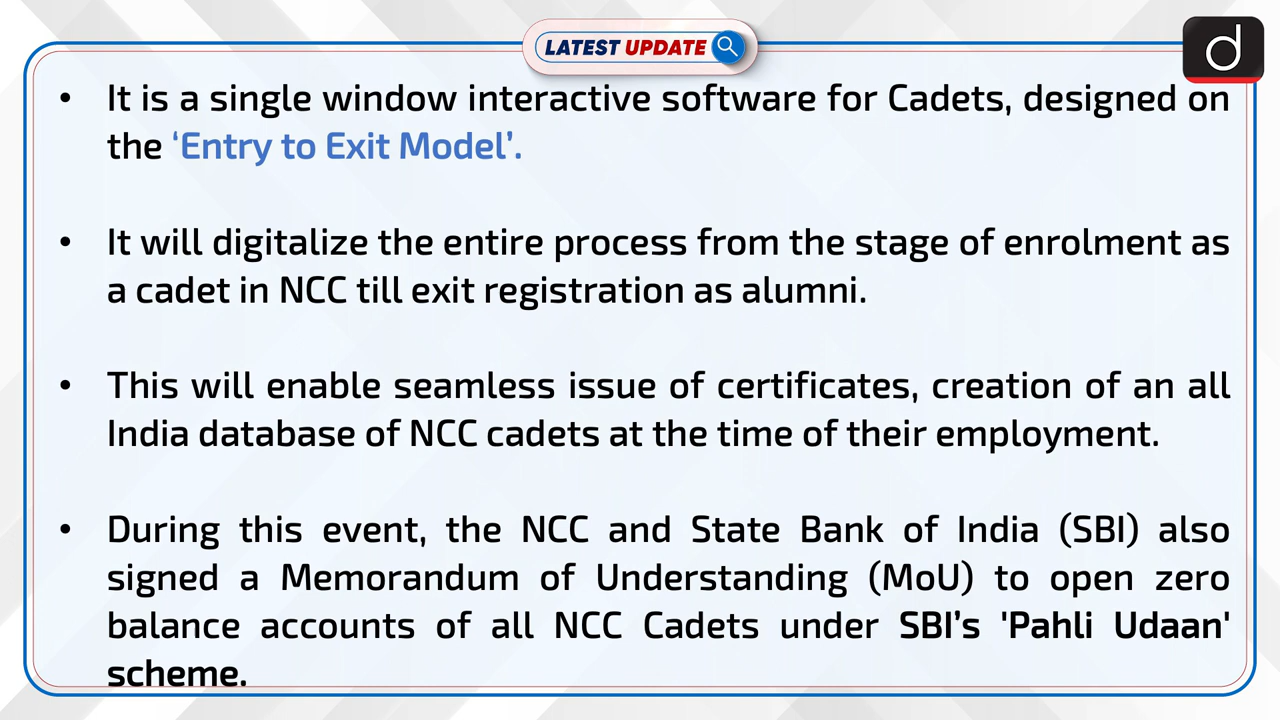 LATEST UPDATE
d
• It is a single window interactive software for Cadets, designed on
the ‘Entry to Exit Model’.
• It will digitalize the entire process from the stage of enrolment as
a cadet in NCC till exit registration as alumni.
• This will enable seamless issue of certificates, creation of an all
India database of NCC cadets at the time of their employment.
• During this event, the NCC and State Bank of India (SBI) also
signed a Memorandum of Understanding (MoU) to open zero
balance accounts of all NCC Cadets under SBI’s 'Pahli Udaan'
scheme.